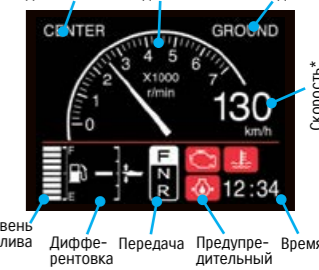 CENTER
GROUND
0
1
2
3
4
5
6
7
X1000
r/min
130
km/h
Скорость*
F
E
F
N
R
12:34
вень
лива
Диффе-
рентовка
Передача
Предупре-
дительный
Время